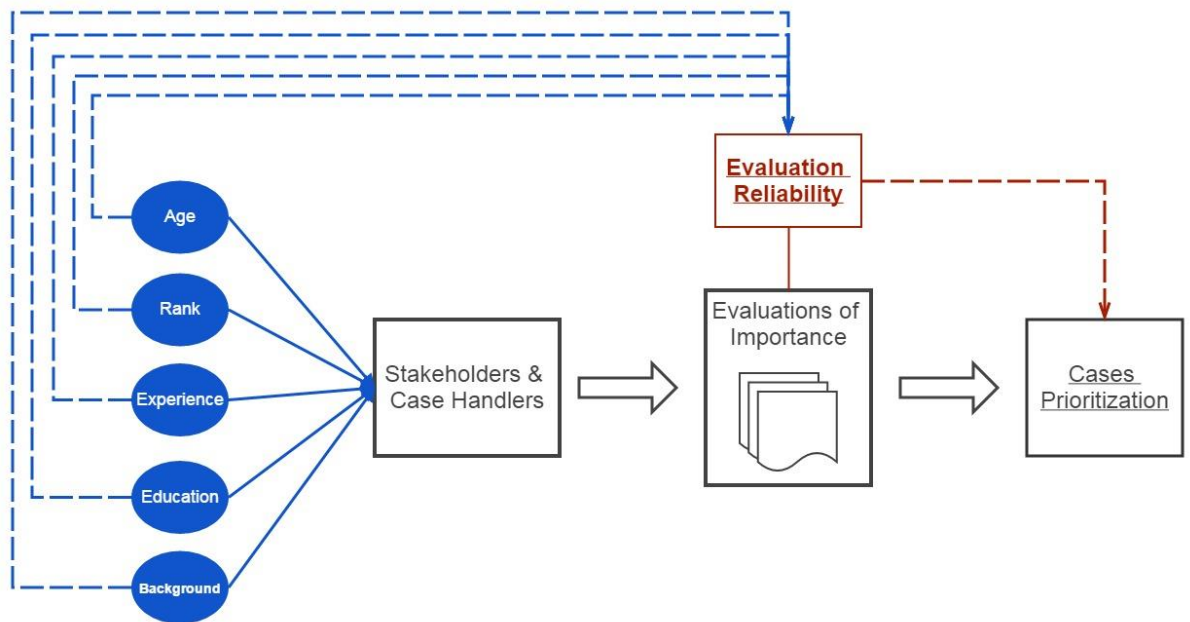 Evaluation
Reliability
Age
Rank
Experience
Education
Background
Stakeholders &
Case Handlers
Evaluations of
Importance
Cases
Prioritization